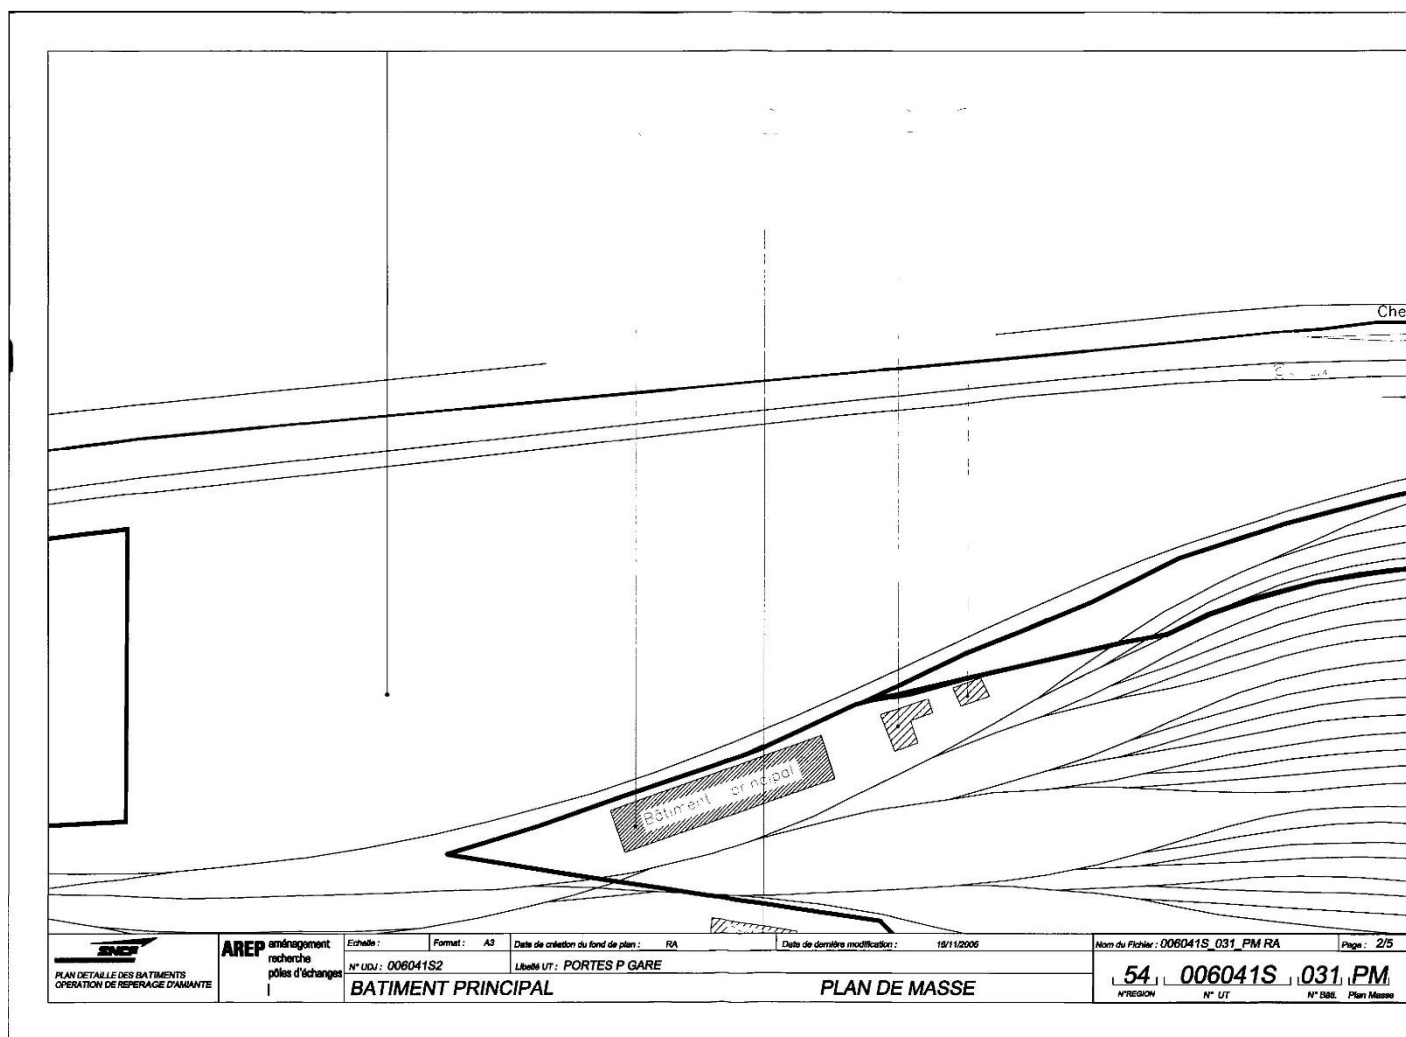 Che
Bâtiment principal
SNCF
PLAN DETAILLE DES BATIMENTS
OPERATION DE REPERAGE D'AMIANTE
AREP aménagement
recherche
pôles d'échanges
Echelle :
Format : A3
Date de création du fond de plan : RA
Date de dernière modification : 16/11/2006
N° UDJ : 006041S2
Libellé UT : PORTES P GARE
BATIMENT PRINCIPAL
PLAN DE MASSE
Nom du Fichier : 006041S_031_PM RA
Page : 2/5
54 006041S 031 PM
N°REGION N° UT N° Bât. Plan Masse